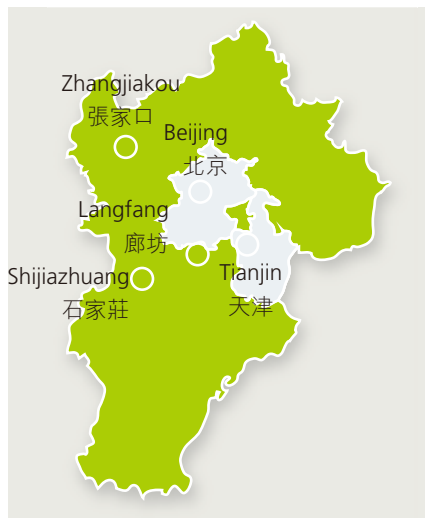 Zhangjiakou
張家口
Beijing
北京
Langfang
廊坊
Tianjin
天津
Shijiazhuang
石家莊